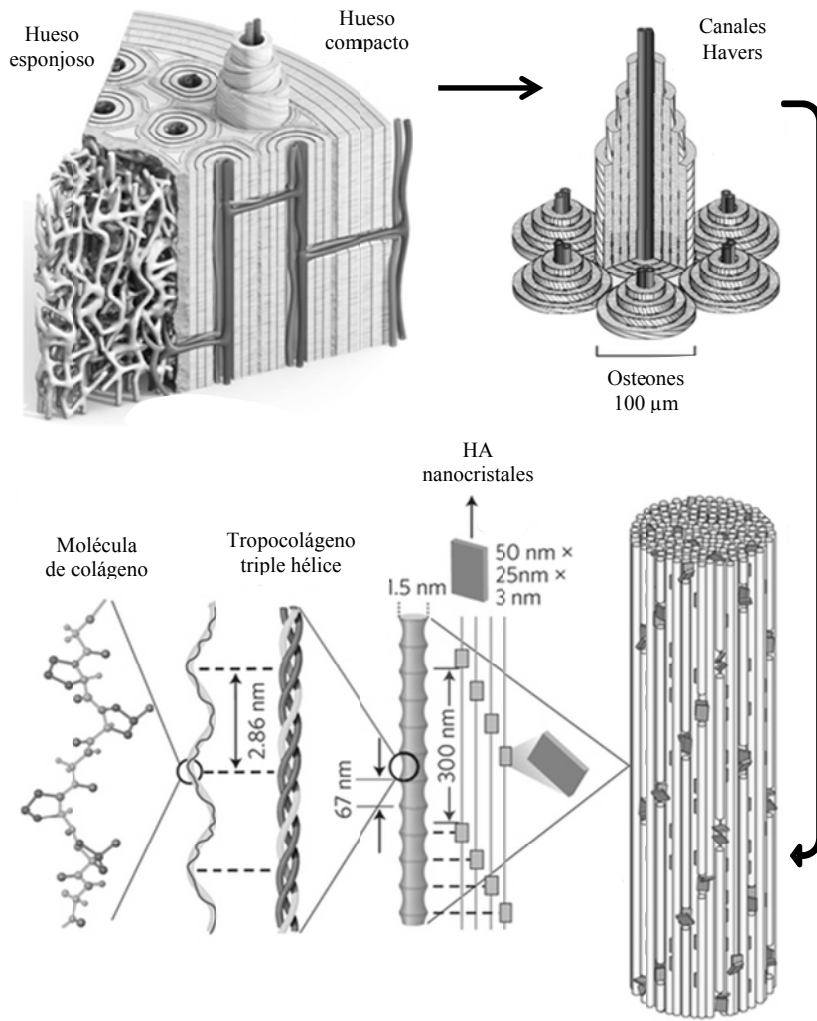 Hueso
esponjoso
Hueso
compacto
Canales
Havers
Osteones
100 µm
HA
nanocristales
50 nm ×
25nm ×
3 nm
Molécula
de colágeno
Tropocolágeno
triple hélice
1.5 nm
2.86 nm
67 nm
300 nm